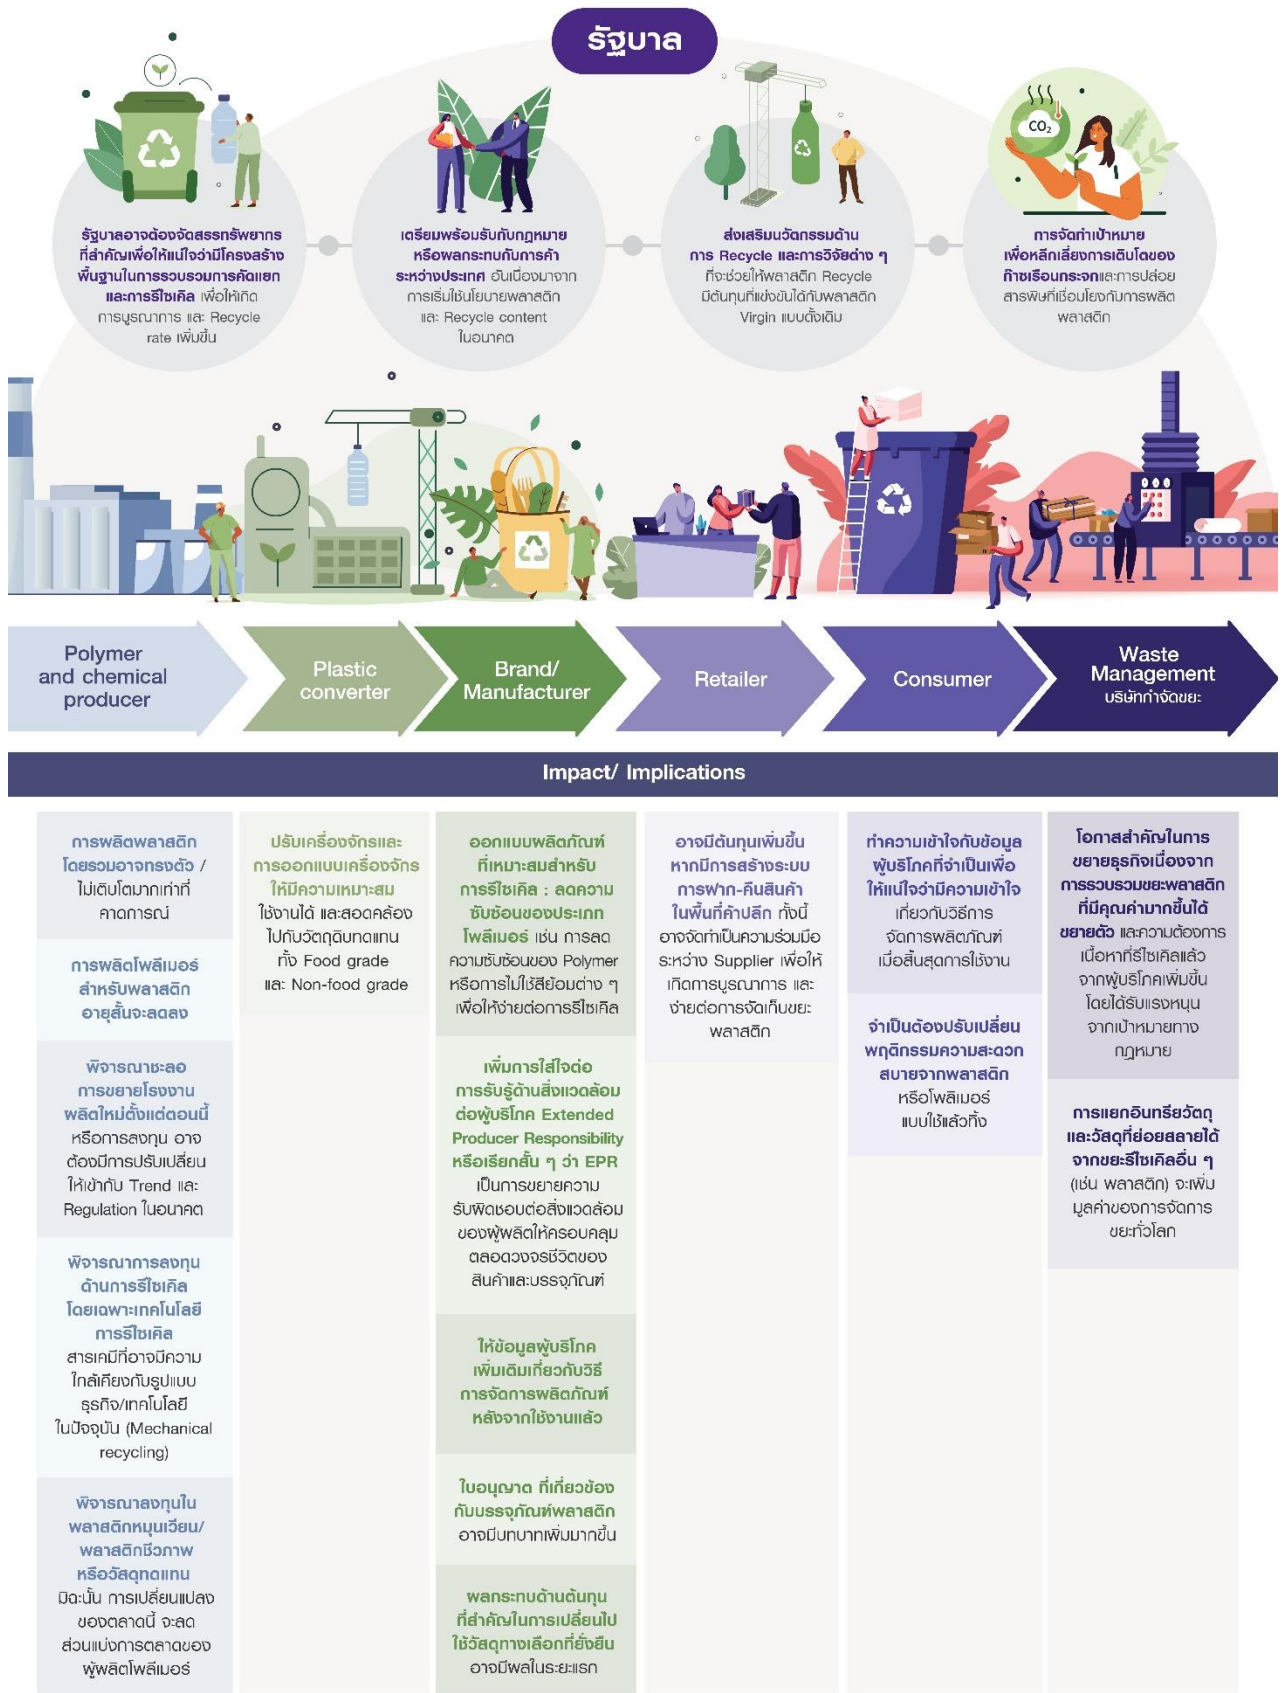 รัฐบาล
CO₂
รัฐบาลอาจต้องจัดสรรทรัพยากร
ที่สำคัญเพื่อให้แน่ใจว่ามีโครงสร้าง
พื้นฐานในการรวบรวมการคัดแยก
และการรีไซเคิล เพื่อให้เกิด
การบูรณาการ และ Recycle
rate เพิ่มขึ้น
เตรียมพร้อมรับกับกฎหมาย
หรือผลกระทบกับการค้า
ระหว่างประเทศ อันเนื่องมาจาก
การเริ่มใช้นโยบายพลาสติก
และ Recycle content
ในอนาคต
ส่งเสริมนวัตกรรมด้าน
การ Recycle และการวิจัยต่าง ๆ
ที่จะช่วยให้พลาสติก Recycle
มีต้นทุนที่แข่งขันได้กับพลาสติก
Virgin แบบดั้งเดิม
การจัดทำเป้าหมาย
เพื่อหลีกเลี่ยงการเติบโตของ
ก๊าซเรือนกระจกและการปล่อย
สารพิษที่เชื่อมโยงกับการผลิต
พลาสติก
Polymer
and chemical
producer
Plastic
converter
Brand/
Manufacturer
Retailer
Consumer
Waste
Management
บริษัทกำจัดขยะ
Impact/ Implications
การผลิตพลาสติก
โดยรวมอาจทรงตัว /
ไม่เติบโตมากเท่าที่
คาดการณ์
การผลิตโพลีเมอร์
สำหรับพลาสติก
อายุสั้นจะลดลง
พิจารณาชะลอ
การขยายโรงงาน
ผลิตใหม่ตั้งแต่ตอนนี้
หรือการลงทุน อาจ
ต้องมีการปรับเปลี่ยน
ให้เข้ากับ Trend และ
Regulation ในอนาคต
พิจารณาการลงทุน
ด้านการรีไซเคิล
โดยเฉพาะเทคโนโลยี
การรีไซเคิล
สารเคมีที่อาจมีความ
ใกล้เคียงกับรูปแบบ
ธุรกิจ/เทคโนโลยี
ในปัจจุบัน (Mechanical
recycling)
พิจารณาลงทุนใน
พลาสติกหมุนเวียน/
พลาสติกชีวภาพ
หรือวัสดุทดแทน
มิฉะนั้น การเปลี่ยนแปลง
ของตลาดนี้ จะลด
ส่วนแบ่งการตลาดของ
ผู้ผลิตโพลีเมอร์
ปรับเครื่องจักรและ
การออกแบบเครื่องจักร
ให้มีความเหมาะสม
ใช้งานได้ และสอดคล้อง
ไปกับวัตถุดิบทดแทน
ทั้ง Food grade
และ Non-food grade
ออกแบบผลิตภัณฑ์
ที่เหมาะสมสำหรับ
การรีไซเคิล : ลดความ
ซับซ้อนของประเภท
โพลีเมอร์ เช่น การลด
ความซับซ้อนของ Polymer
หรือการไม่ใช้สีย้อมต่าง ๆ
เพื่อให้ง่ายต่อการรีไซเคิล
เพิ่มการใส่ใจต่อ
การรับรู้ด้านสิ่งแวดล้อม
ต่อผู้บริโภค Extended
Producer Responsibility
หรือเรียกสั้น ๆ ว่า EPR
เป็นการขยายความ
รับผิดชอบต่อสิ่งแวดล้อม
ของผู้ผลิตให้ครอบคลุม
ตลอดวงจรชีวิตของ
สินค้าและบรรจุภัณฑ์
ให้ข้อมูลผู้บริโภค
เพิ่มเติมเกี่ยวกับวิธี
การจัดการผลิตภัณฑ์
หลังจากใช้งานแล้ว
ใบอนุญาต ที่เกี่ยวข้อง
กับบรรจุภัณฑ์พลาสติก
อาจมีบทบาทเพิ่มมากขึ้น
ผลกระทบด้านต้นทุน
ที่สำคัญในการเปลี่ยนไป
ใช้วัสดุทางเลือกที่ยั่งยืน
อาจมีผลในระยะแรก
อาจมีต้นทุนเพิ่มขึ้น
หากมีการสร้างระบบ
การฝาก-คืนสินค้า
ในพื้นที่ค้าปลีก ทั้งนี้
อาจจัดทำเป็นความร่วมมือ
ระหว่าง Supplier เพื่อให้
เกิดการบูรณาการ และ
ง่ายต่อการจัดเก็บขยะ
พลาสติก
ทำความเข้าใจกับข้อมูล
ผู้บริโภคที่จำเป็นเพื่อ
ให้แน่ใจว่ามีความเข้าใจ
เกี่ยวกับวิธีการ
จัดการผลิตภัณฑ์
เมื่อสิ้นสุดการใช้งาน
จำเป็นต้องปรับเปลี่ยน
พฤติกรรมความสะดวก
สบายจากพลาสติก
หรือโพลิเมอร์
แบบใช้แล้วทิ้ง
โอกาสสำคัญในการ
ขยายธุรกิจเนื่องจาก
การรวบรวมขยะพลาสติก
ที่มีคุณค่ามากขึ้นได้
ขยายตัว และความต้องการ
เนื้อหาที่รีไซเคิลแล้ว
จากผู้บริโภคเพิ่มขึ้น
โดยได้รับแรงหนุน
จากเป้าหมายทาง
กฎหมาย
การแยกอินทรียวัตถุ
และวัสดุที่ย่อยสลายได้
จากขยะรีไซเคิลอื่น ๆ
(เช่น พลาสติก) จะเพิ่ม
มูลค่าของการจัดการ
ขยะทั่วโลก